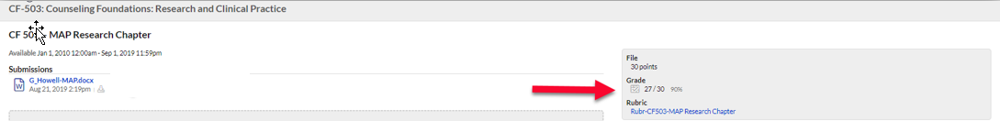 CF-503: Counseling Foundations: Research and Clinical Practice
CF 50 - MAP Research Chapter
Available Jan 1, 2010 12:00am - Sep 1, 2019 11:59pm
Submissions
G_Howell-MAP.docx
Aug 21, 2019 2:19pm
File
30 points
Grade
27 / 30 90%
Rubric
Rubr-CF503-MAP Research Chapter